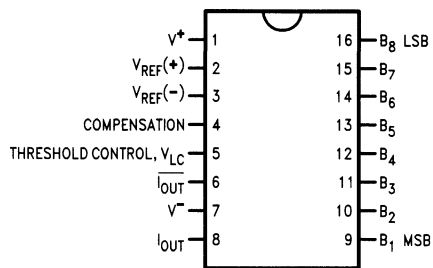 V+ 1 16 B8 LSB
VREF(+) 2 15 B7
VREF(-) 3 14 B6
COMPENSATION 4 13 B5
THRESHOLD CONTROL, VLC 5 12 B4
IOUT 6 11 B3
V- 7 10 B2
IOUT 8 9 B1 MSB